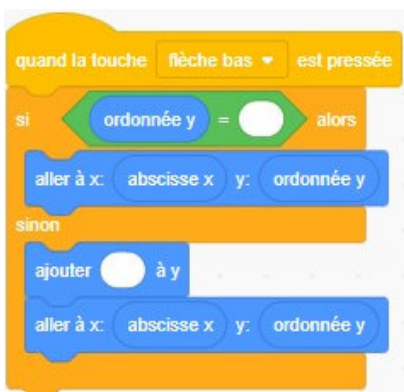 quand la touche flèche bas est pressée
si ordonnée y = alors
aller à x: abscisse x y: ordonnée y
sinon
ajouter à y
aller à x: abscisse x y: ordonnée y